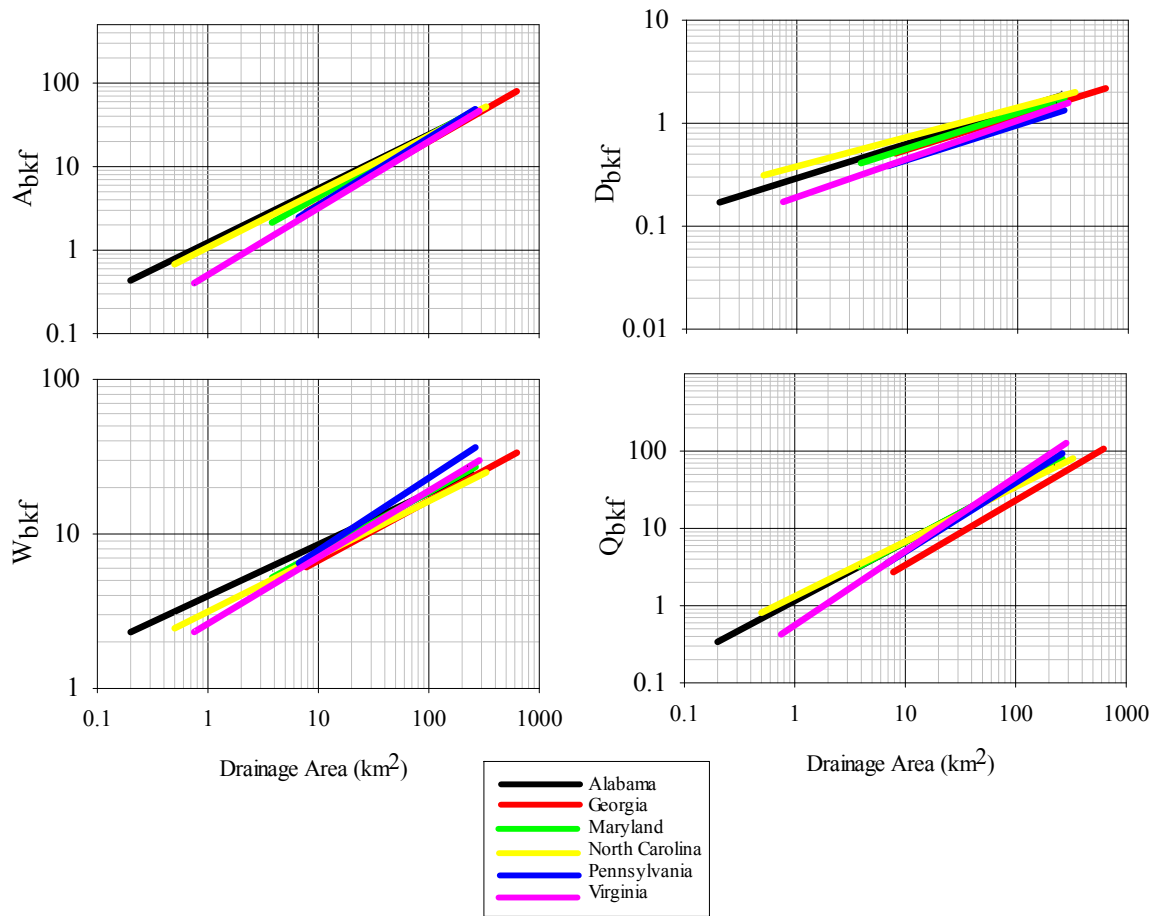 100
10
1
0.1
Abkf
10
1
0.1
0.01
Dbkf
100
10
1
Wbkf
0.1
1
10
100
1000
Drainage Area (km2)
100
10
1
0.1
Qbkf
0.1
1
10
100
1000
Drainage Area (km2)
Alabama
Georgia
Maryland
North Carolina
Pennsylvania
Virginia